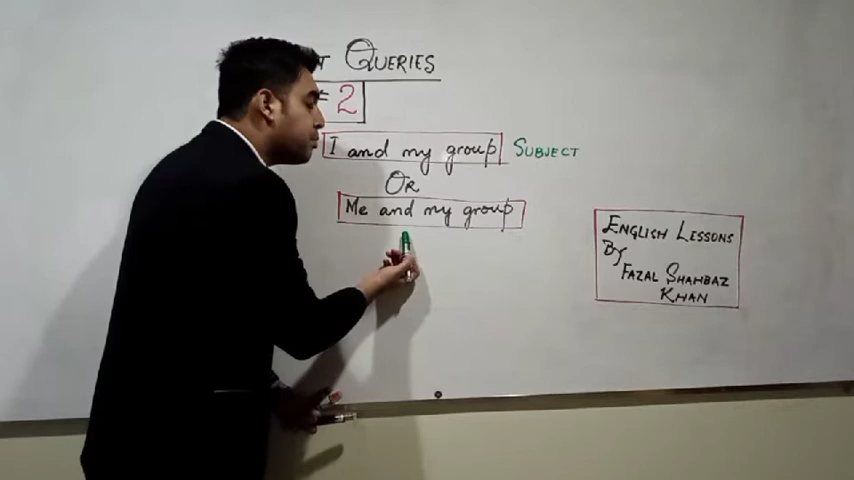 QUERIES
= 2
I and my group SUBJECT
OR
Me and my group
ENGLISH LESSONS
BY
FAZAL SHAHBAZ
KHAN